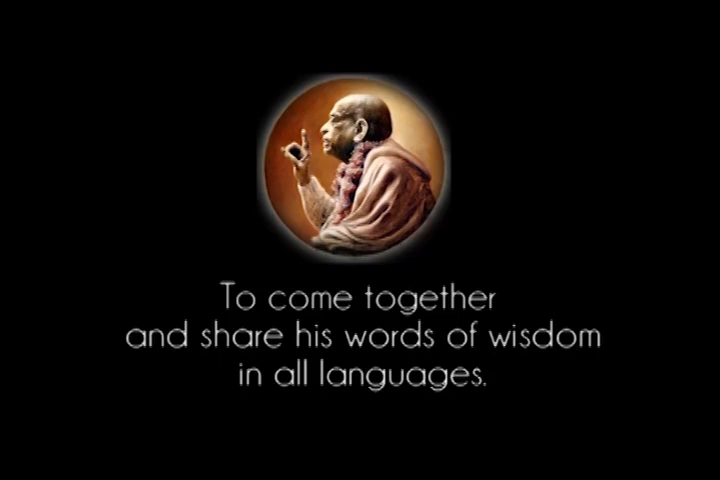 To come together
and share his words of wisdom
in all languages.